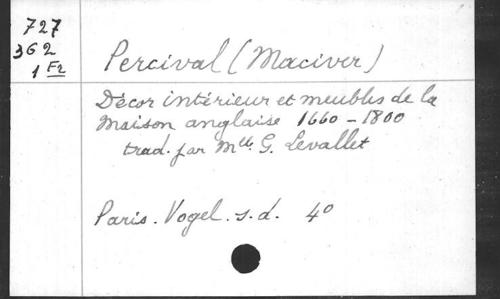 727
362
1 F2
Percival (Maciver)
Décor intérieur et meubles de la
Maison anglaise 1660 - 1800
trad. par Mlle G. Levallet
Paris. Vogel. s.d. 4º